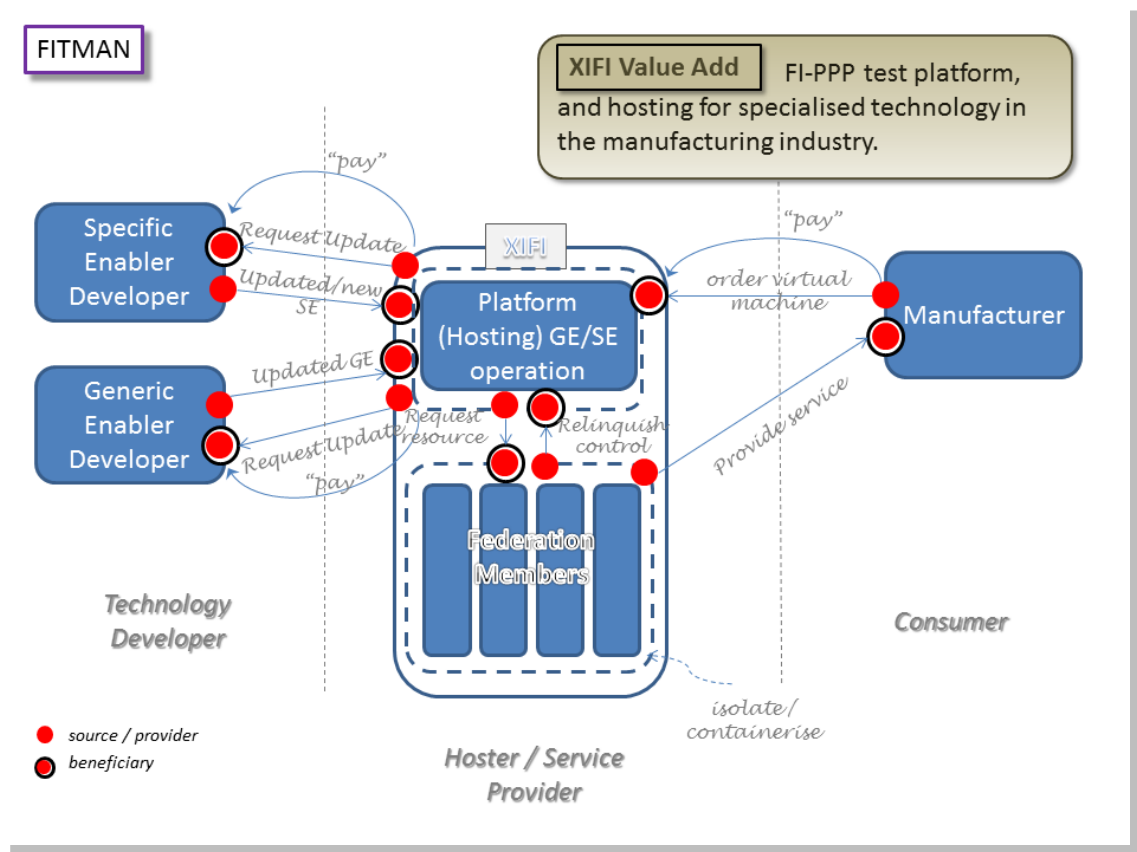 FITMAN
XIFI Value Add FI-PPP test platform,
and hosting for specialised technology in
the manufacturing industry.
"pay"
Specific
Enabler
Developer
Request Update
Updated/new
SE
XIFI
Platform
(Hosting) GE/SE
operation
"pay"
order virtual
machine
Manufacturer
Generic
Enabler
Developer
Updated GE
Request Update
"pay"
Request
resource
Relinquish
control
Provide service
Federation
Members
Technology
Developer
Consumer
isolate/
containerise
source / provider
beneficiary
Hoster / Service
Provider